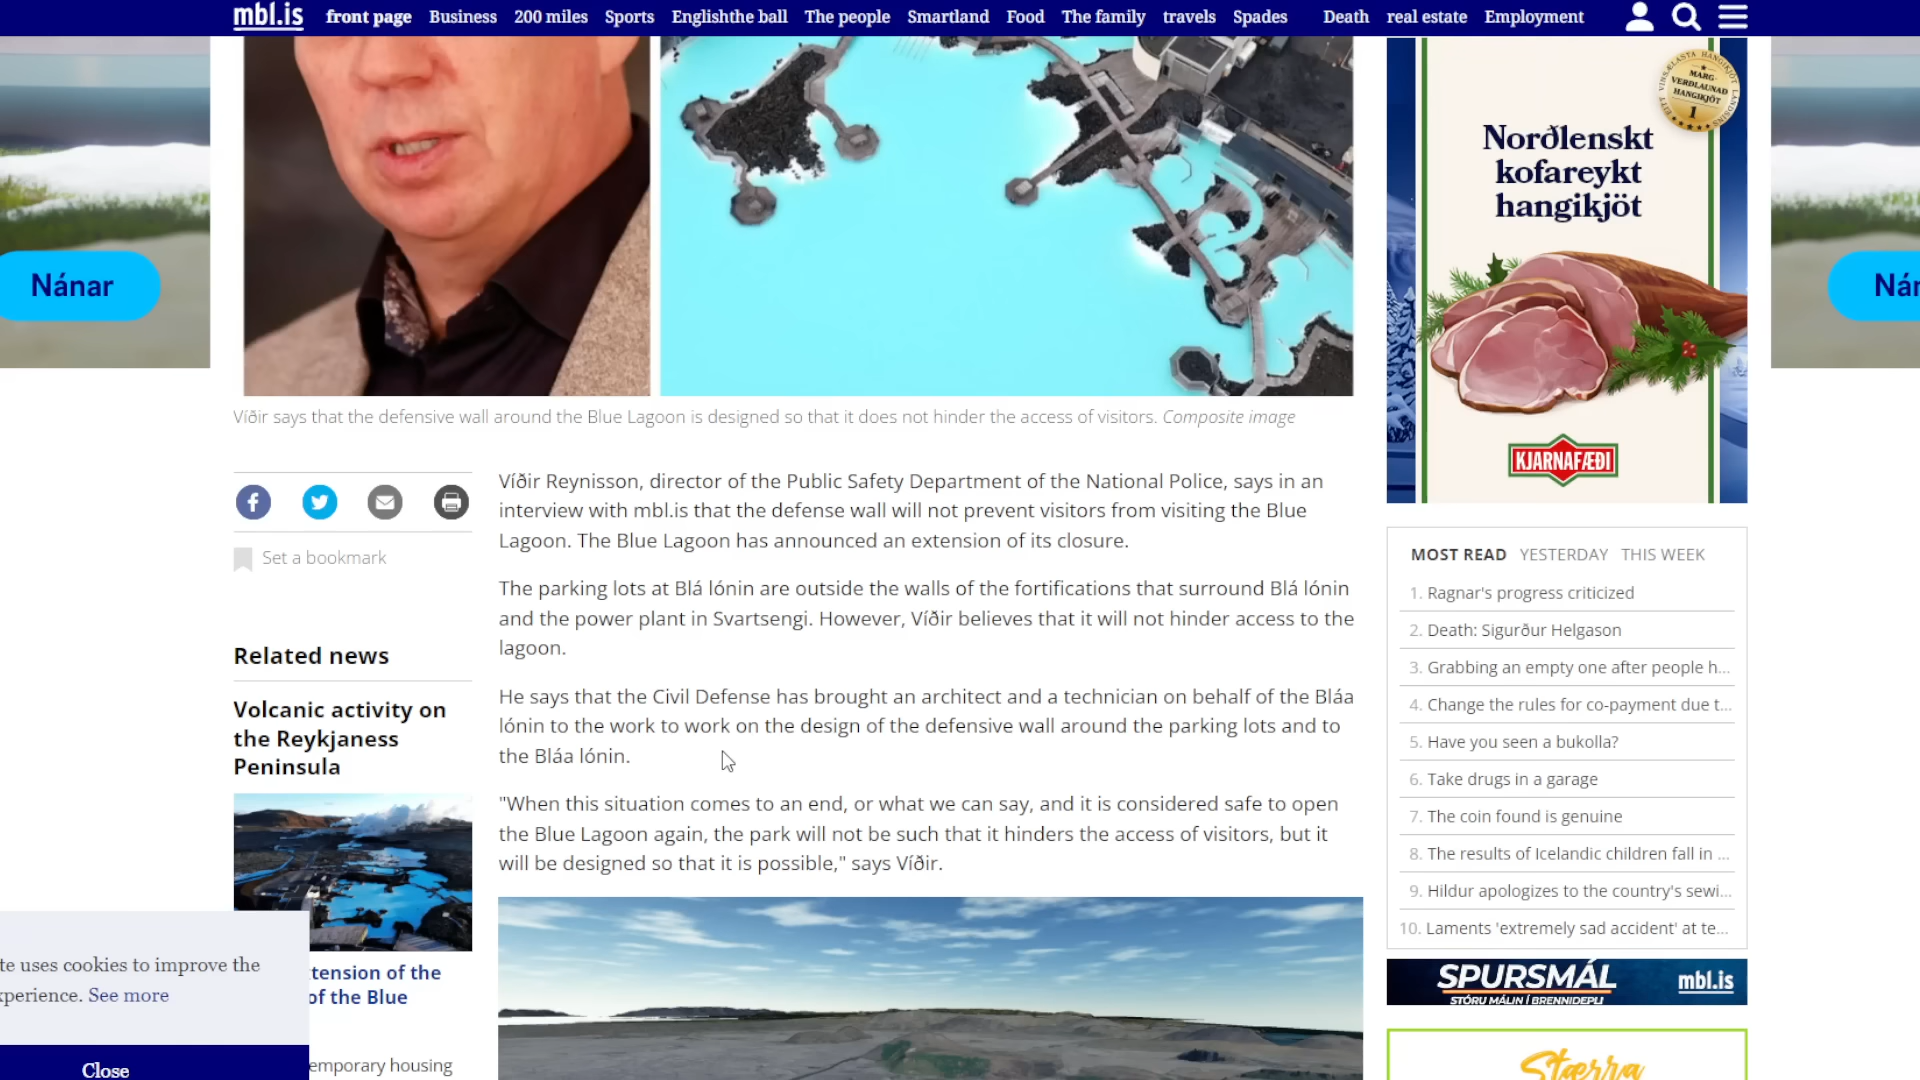 mbl.is
front page Business 200 miles Sports Englishthe ball The people Smartland Food The family travels Spades Death real estate Employment
Nánar
Víðir says that the defensive wall around the Blue Lagoon is designed so that it does not hinder the access of visitors. Composite image
Set a bookmark
Related news
Volcanic activity on
the Reykjaness
Peninsula
tension of the
of the Blue
emporary housing
te uses cookies to improve the
xperience. See more
Close
Víðir Reynisson, director of the Public Safety Department of the National Police, says in an
interview with mbl.is that the defense wall will not prevent visitors from visiting the Blue
Lagoon. The Blue Lagoon has announced an extension of its closure.
The parking lots at Blá lónin are outside the walls of the fortifications that surround Blá lónin
and the power plant in Svartsengi. However, Víðir believes that it will not hinder access to the
lagoon.
He says that the Civil Defense has brought an architect and a technician on behalf of the Bláa
lónin to the work to work on the design of the defensive wall around the parking lots and to
the Bláa lónin.
"When this situation comes to an end, or what we can say, and it is considered safe to open
the Blue Lagoon again, the park will not be such that it hinders the access of visitors, but it
will be designed so that it is possible," says Víðir.
MARG-
VERÐLAUNAÐ
HANGIKJÖT
1
Norðlenskt
kofareykt
hangikjöt
KJARNAFÆÐI
Nán
MOST READ YESTERDAY THIS WEEK
1. Ragnar's progress criticized
2. Death: Sigurður Helgason
3. Grabbing an empty one after people h...
4. Change the rules for co-payment due t...
5. Have you seen a bukolla?
6. Take drugs in a garage
7. The coin found is genuine
8. The results of Icelandic children fall in ...
9. Hildur apologizes to the country's sewi...
10. Laments 'extremely sad accident' at te...
SPURSMÁL mbl.is
STÓRU MÁLIN Í BRENNIDEPLI
Stærra